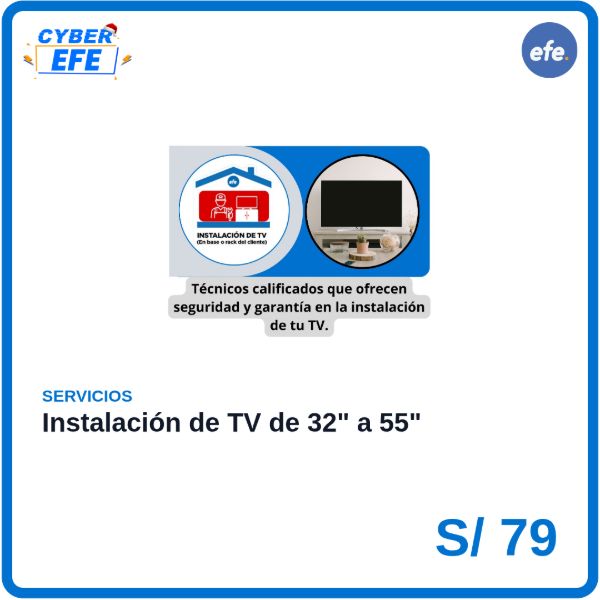 CYBER
EFE
efe.
efe
INSTALACIÓN DE TV
(En base o rack del cliente)
Técnicos calificados que ofrecen
seguridad y garantía en la instalación
de tu TV.
SERVICIOS
Instalación de TV de 32" a 55"
S/ 79